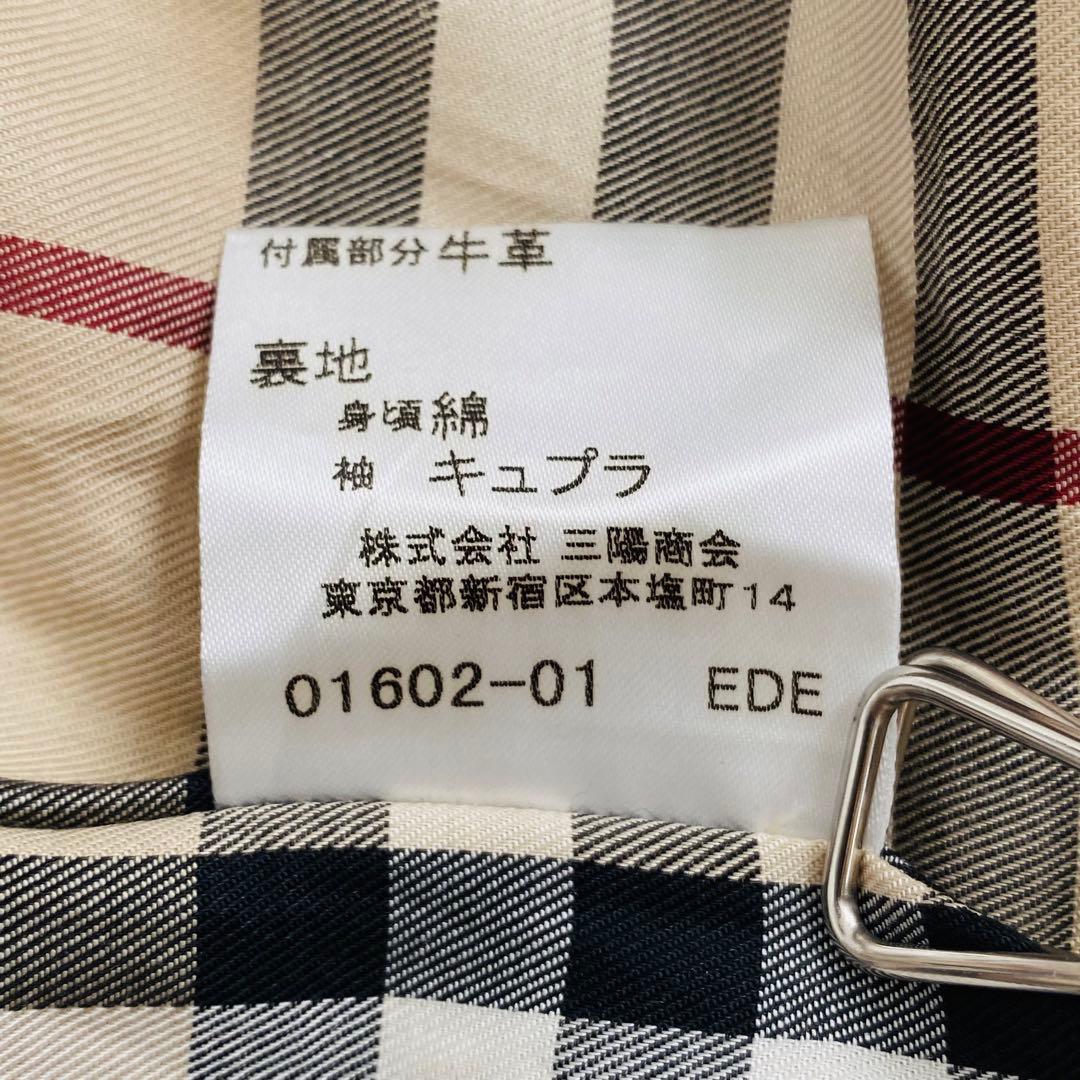 付属部分 牛革
裏地
身頃 綿
袖 キュプラ
株式会社 三陽商会
東京都新宿区本塩町14
01602-01 EDE